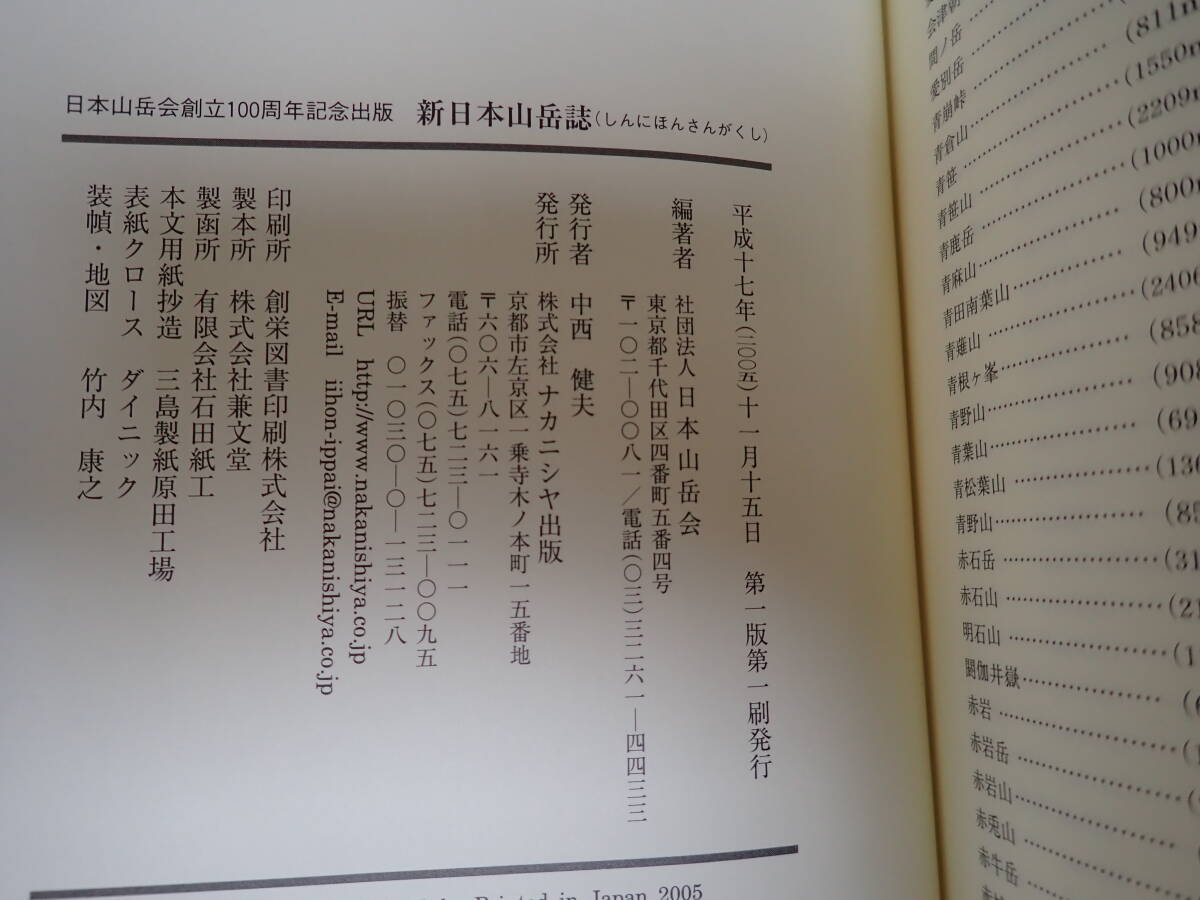 日本山岳会創立100周年記念出版　新日本山岳誌（しんにほんさんがくし）
平成十七年（二〇〇五）十一月十五日　第一版第一刷発行
編著者　社団法人 日本山岳会
東京都千代田区四番町五番四号
〒一〇二―〇〇八一／電話（〇三）三二六一―四四三三
発行者　中西　健夫
発行所　株式会社 ナカニシヤ出版
京都市左京区一乗寺木ノ本町一五番地
〒六〇六―八一六一
電話（〇七五）七二三―〇一一一
ファックス（〇七五）七二三―〇〇九五
振替　〇一〇三〇―〇―一三一二八
URL　http://www.nakanishiya.co.jp
E-mail　iihon-ippai@nakanishiya.co.jp
印刷所　創栄図書印刷株式会社
製本所　株式会社兼文堂
製函所　有限会社石田紙工
本文用紙抄造　三島製紙原田工場
表紙クロース　ダイニック
装幀・地図　竹内　康之
Printed in Japan 2005
間ノ岳
愛別岳 (811m
青崩峠 (1550m
青倉山 (2209m
青笹 (1000m
青笹山 (800m
青鹿岳 (949
青麻山 (2406
青田南葉山 (858
青薙山 (908
青根ヶ峯 (69
青野山 (130
青葉山 (85
青松葉山 (31
青野山 (21
赤石岳 (1
赤石山
明石山 (6
閼伽井嶽 (1
赤岩
赤岩岳
赤岩山
赤兎山
赤牛岳